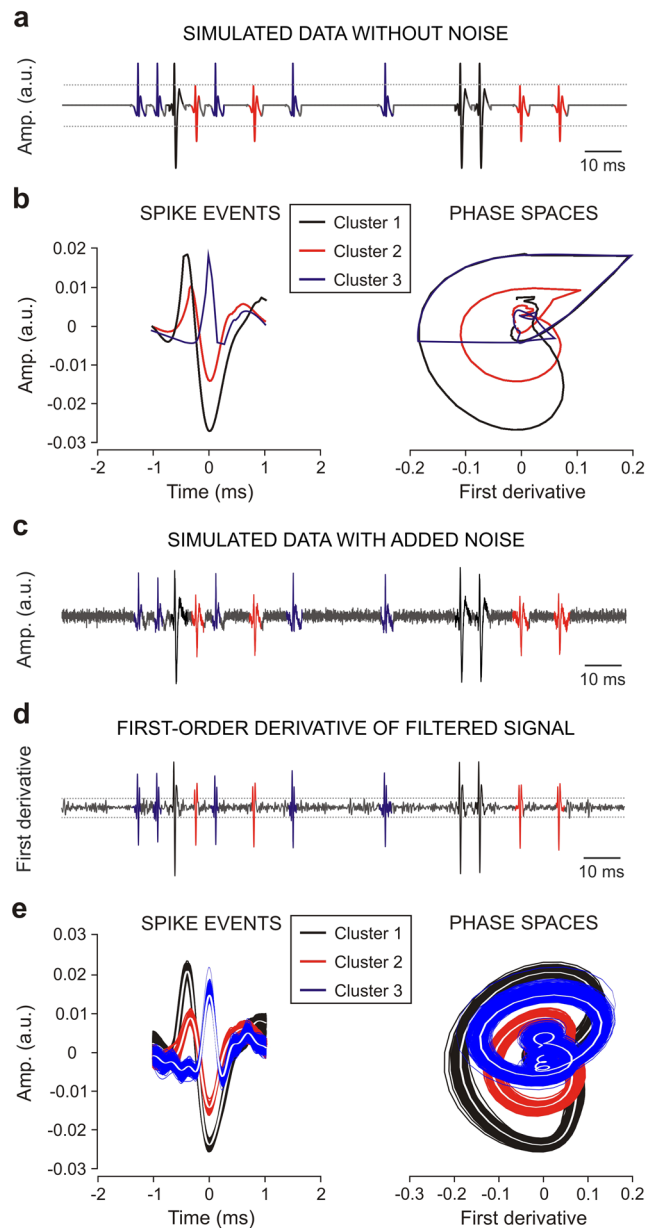 a
SIMULATED DATA WITHOUT NOISE
Amp. (a.u.)
10 ms
b
SPIKE EVENTS
Cluster 1
Cluster 2
Cluster 3
PHASE SPACES
Amp. (a.u.)
0.02
0.01
0
-0.01
-0.02
-0.03
-2 -1 0 1 2
Time (ms)
-0.2 -0.1 0 0.1 0.2
First derivative
c
SIMULATED DATA WITH ADDED NOISE
Amp. (a.u.)
10 ms
d
FIRST-ORDER DERIVATIVE OF FILTERED SIGNAL
First derivative
10 ms
e
SPIKE EVENTS
Cluster 1
Cluster 2
Cluster 3
PHASE SPACES
Amp. (a.u.)
0.03
0.02
0.01
0
-0.01
-0.02
-0.03
-2 -1 0 1 2
Time (ms)
-0.3 -0.2 -0.1 0 0.1 0.2
First derivative